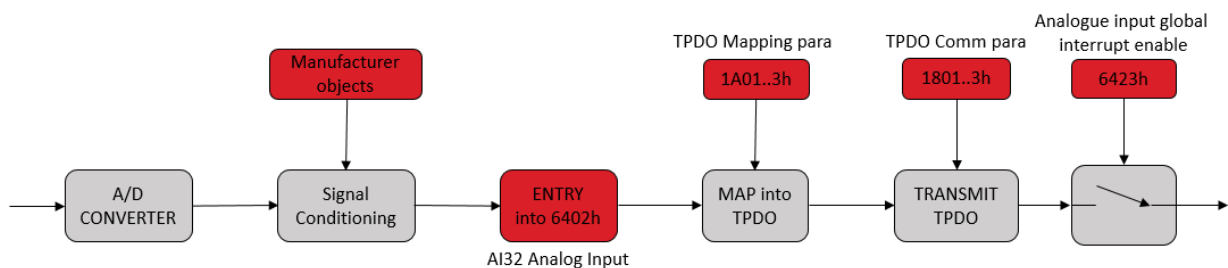 Analogue input global
interrupt enable
TPDO Mapping para
TPDO Comm para
Manufacturer
objects
1A01..3h
1801..3h
6423h
A/D
CONVERTER
Signal
Conditioning
ENTRY
into 6402h
MAP into
TPDO
TRANSMIT
TPDO
AI32 Analog Input